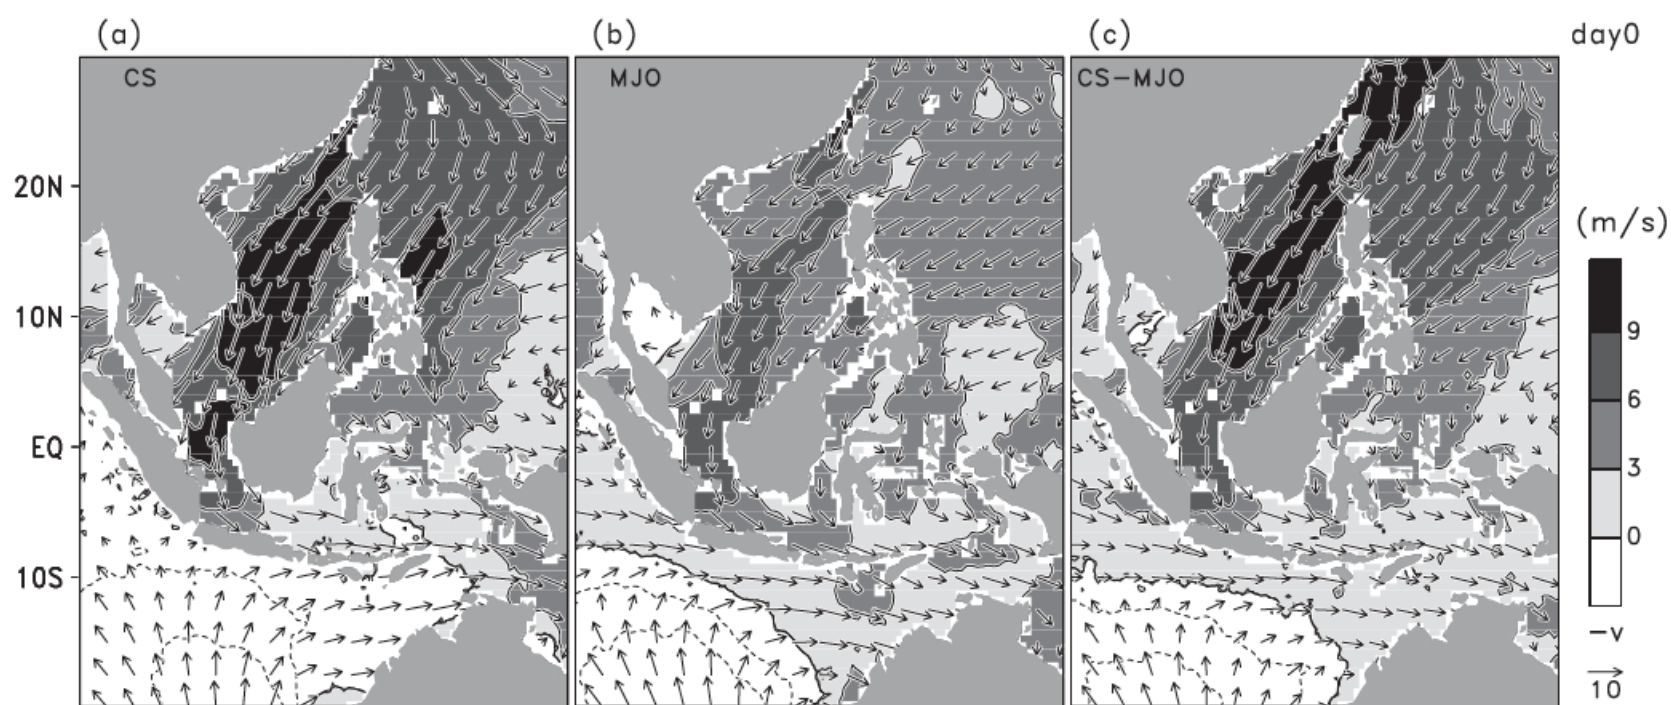 (a)
(b)
(c)
day0
CS
MJO
CS−MJO
20N
10N
EQ
10S
(m/s)
9
6
3
0
−v
10